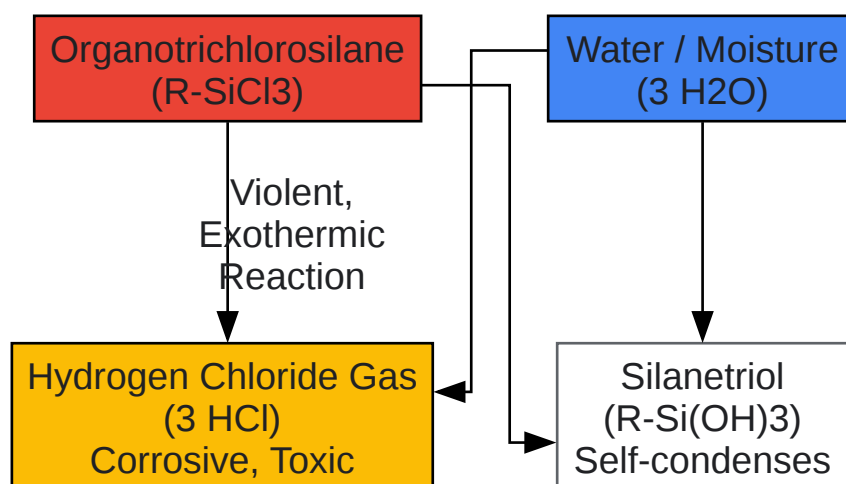 Organotrichlorosilane
(R-SiCl3)
Water / Moisture
(3 H2O)
Violent,
Exothermic
Reaction
Hydrogen Chloride Gas
(3 HCl)
Corrosive, Toxic
Silanetriol
(R-Si(OH)3)
Self-condenses